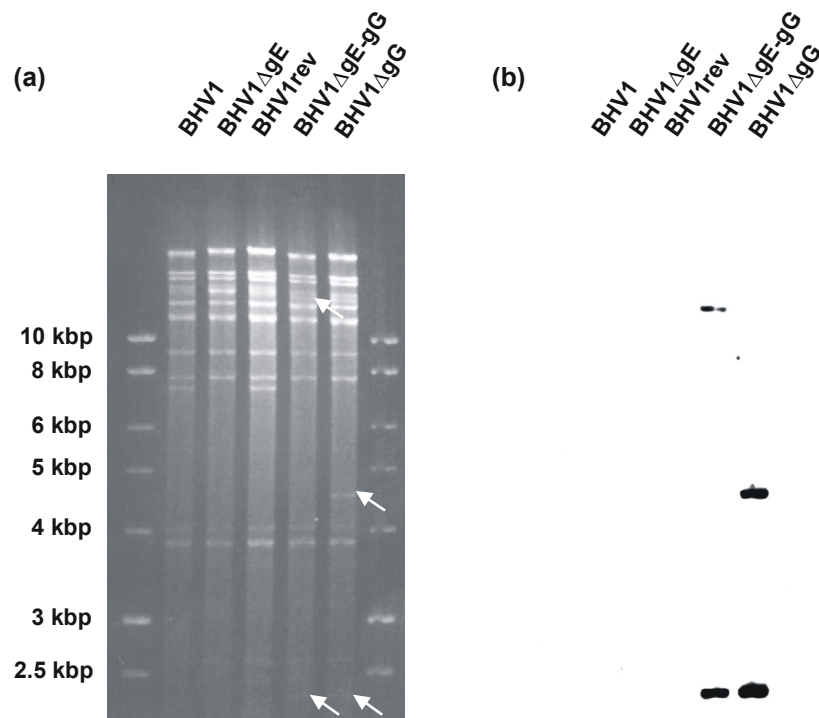 (a)
BHV1
BHV1ΔgE
BHV1rev
BHV1ΔgE-gG
BHV1ΔgG
10 kbp
8 kbp
6 kbp
5 kbp
4 kbp
3 kbp
2.5 kbp
(b)
BHV1
BHV1ΔgE
BHV1rev
BHV1ΔgE-gG
BHV1ΔgG